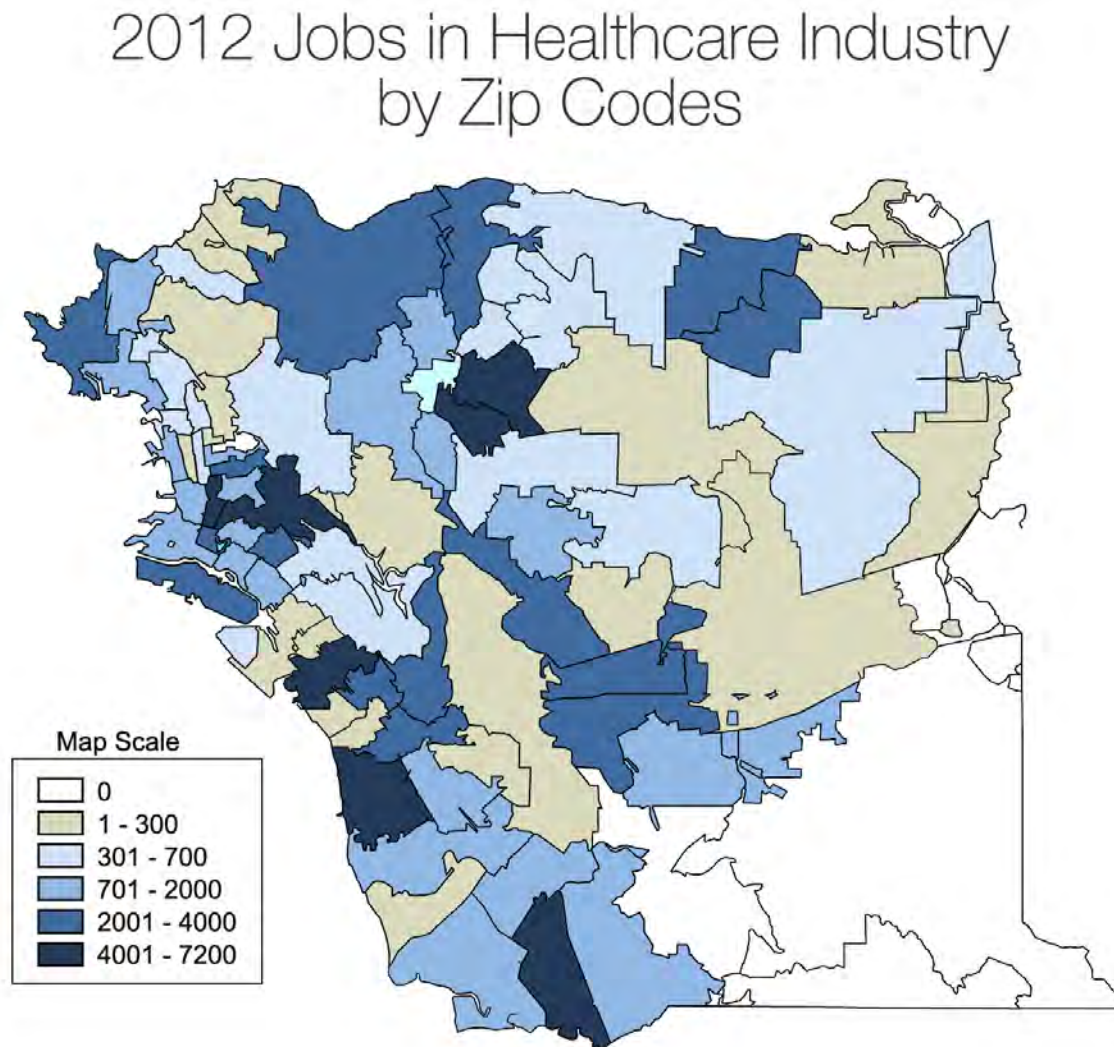 2012 Jobs in Healthcare Industry
by Zip Codes
Map Scale
0
1 - 300
301 - 700
701 - 2000
2001 - 4000
4001 - 7200